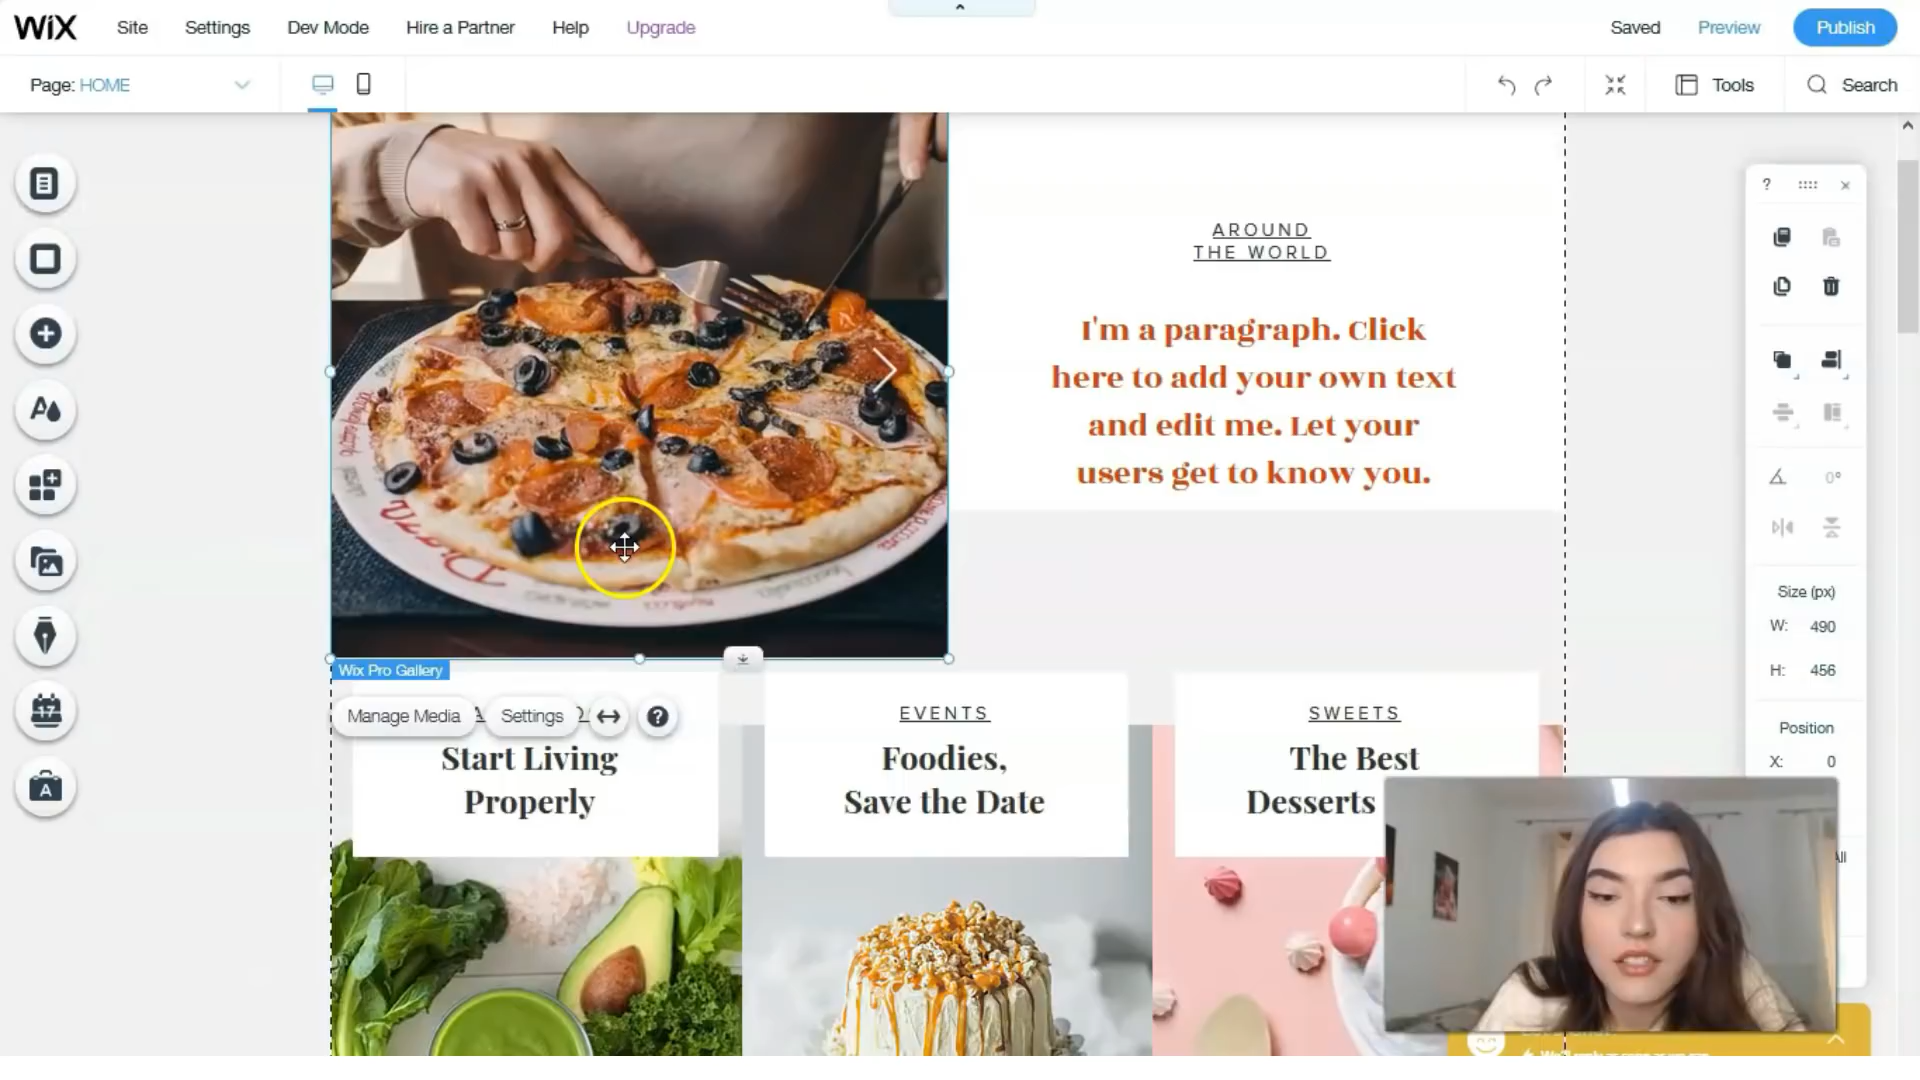 WiX Site Settings Dev Mode Hire a Partner Help Upgrade Saved Preview Publish
Page: HOME Tools Search
AROUND
THE WORLD
I'm a paragraph. Click
here to add your own text
and edit me. Let your
users get to know you.
? 
0°
Size (px)
W: 490
H: 456
Position
X: 0
Wix Pro Gallery
Manage Media Settings ?
Start Living
Properly
EVENTS
Foodies,
Save the Date
SWEETS
The Best
Desserts
17
A